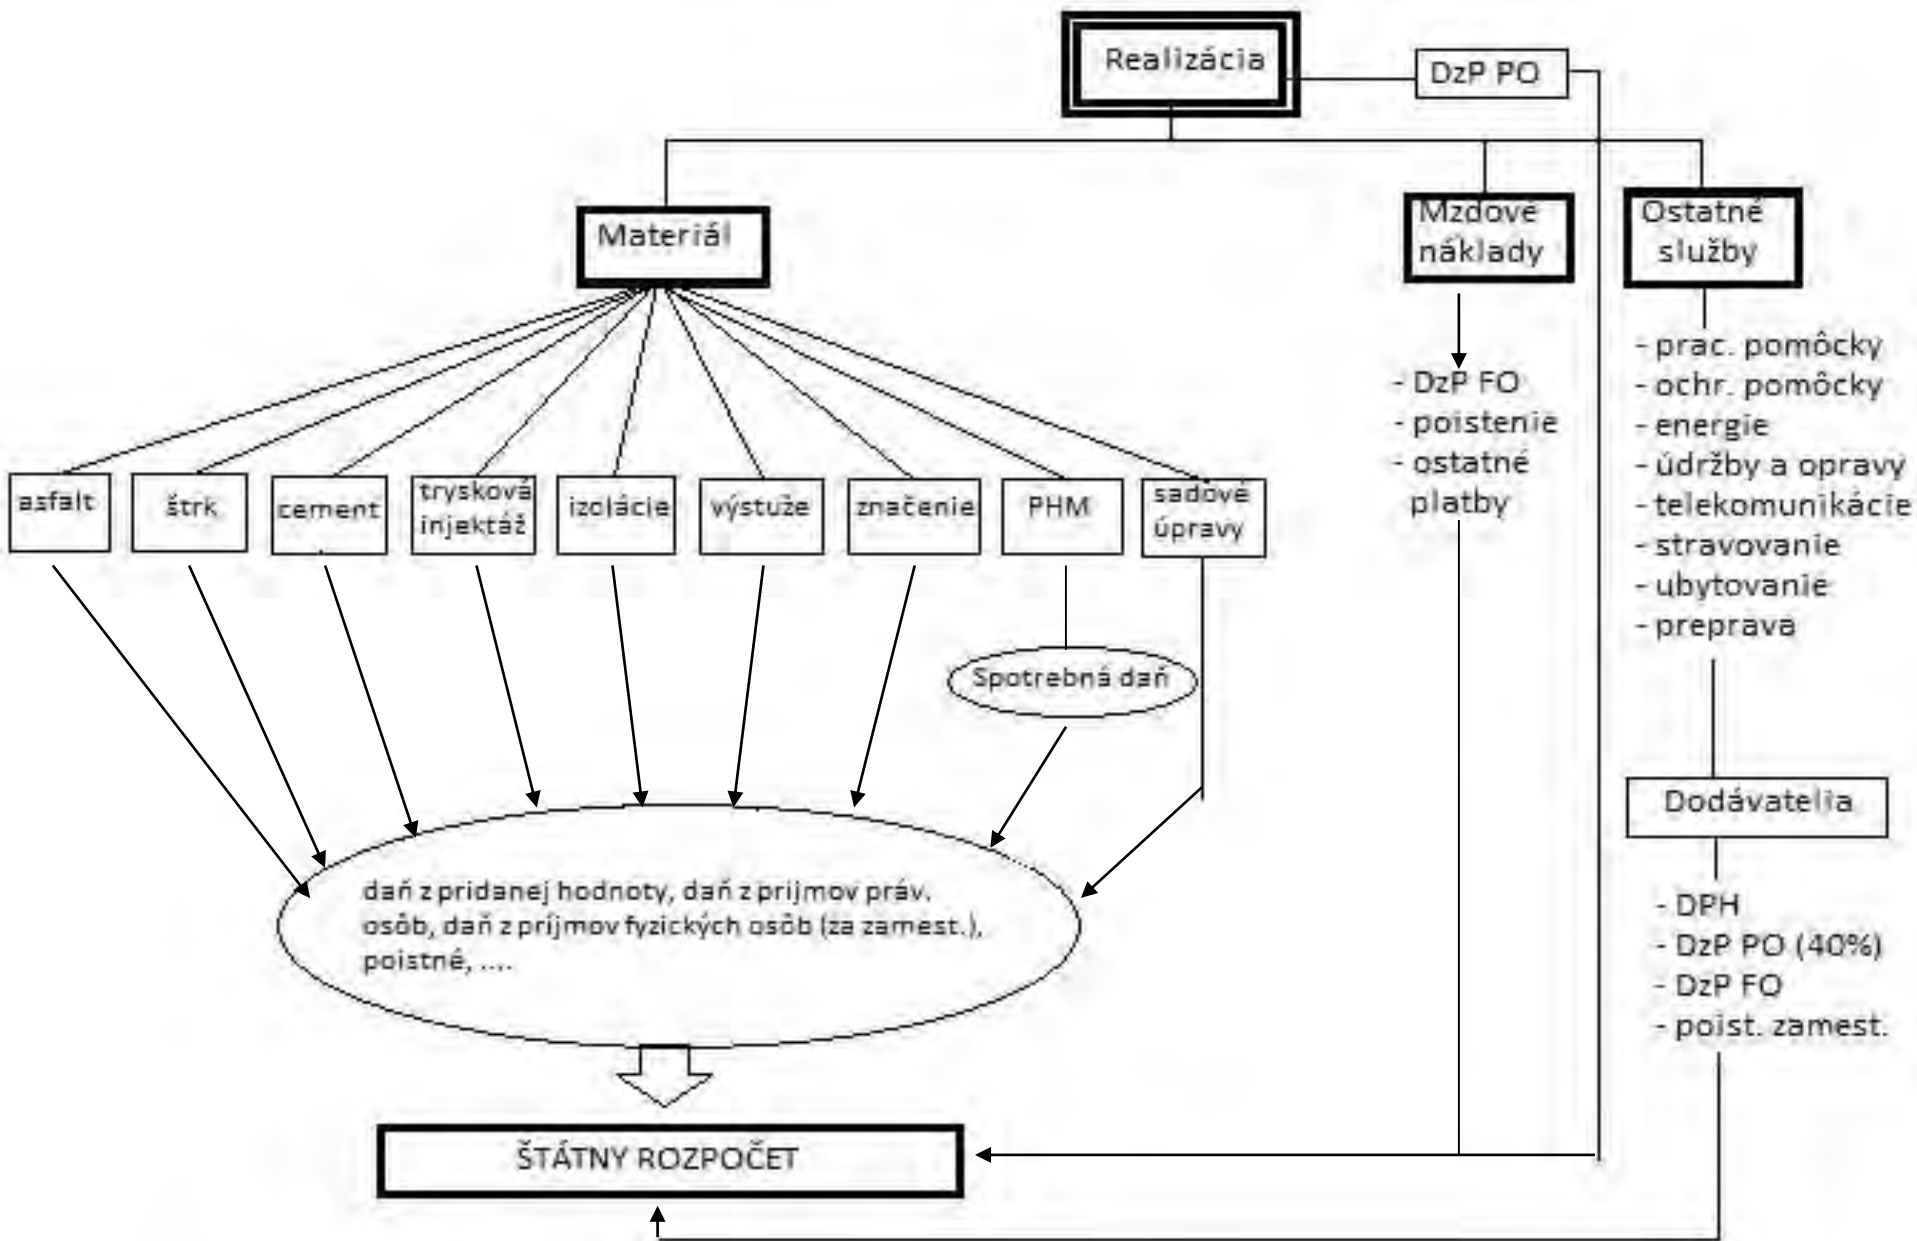 Realizácia
DzP PO
Materiál
Mzdové
náklady
Ostatné
služby
- DzP FO
- poistenie
- ostatné
platby
- prac. pomôcky
- ochr. pomôcky
- energie
- údržby a opravy
- telekomunikácie
- stravovanie
- ubytovanie
- preprava
asfalt
štrk
cement
trysková
injektáž
izolácie
výstuže
značenie
PHM
sadové
úpravy
Spotrebná daň
Dodávatelia
- DPH
- DzP PO (40%)
- DzP FO
- poist. zamest.
daň z pridanej hodnoty, daň z prijmov práv.
osôb, daň z príjmov fyzických osôb (za zamest.),
poistné, ....
ŠTÁTNY ROZPOČET